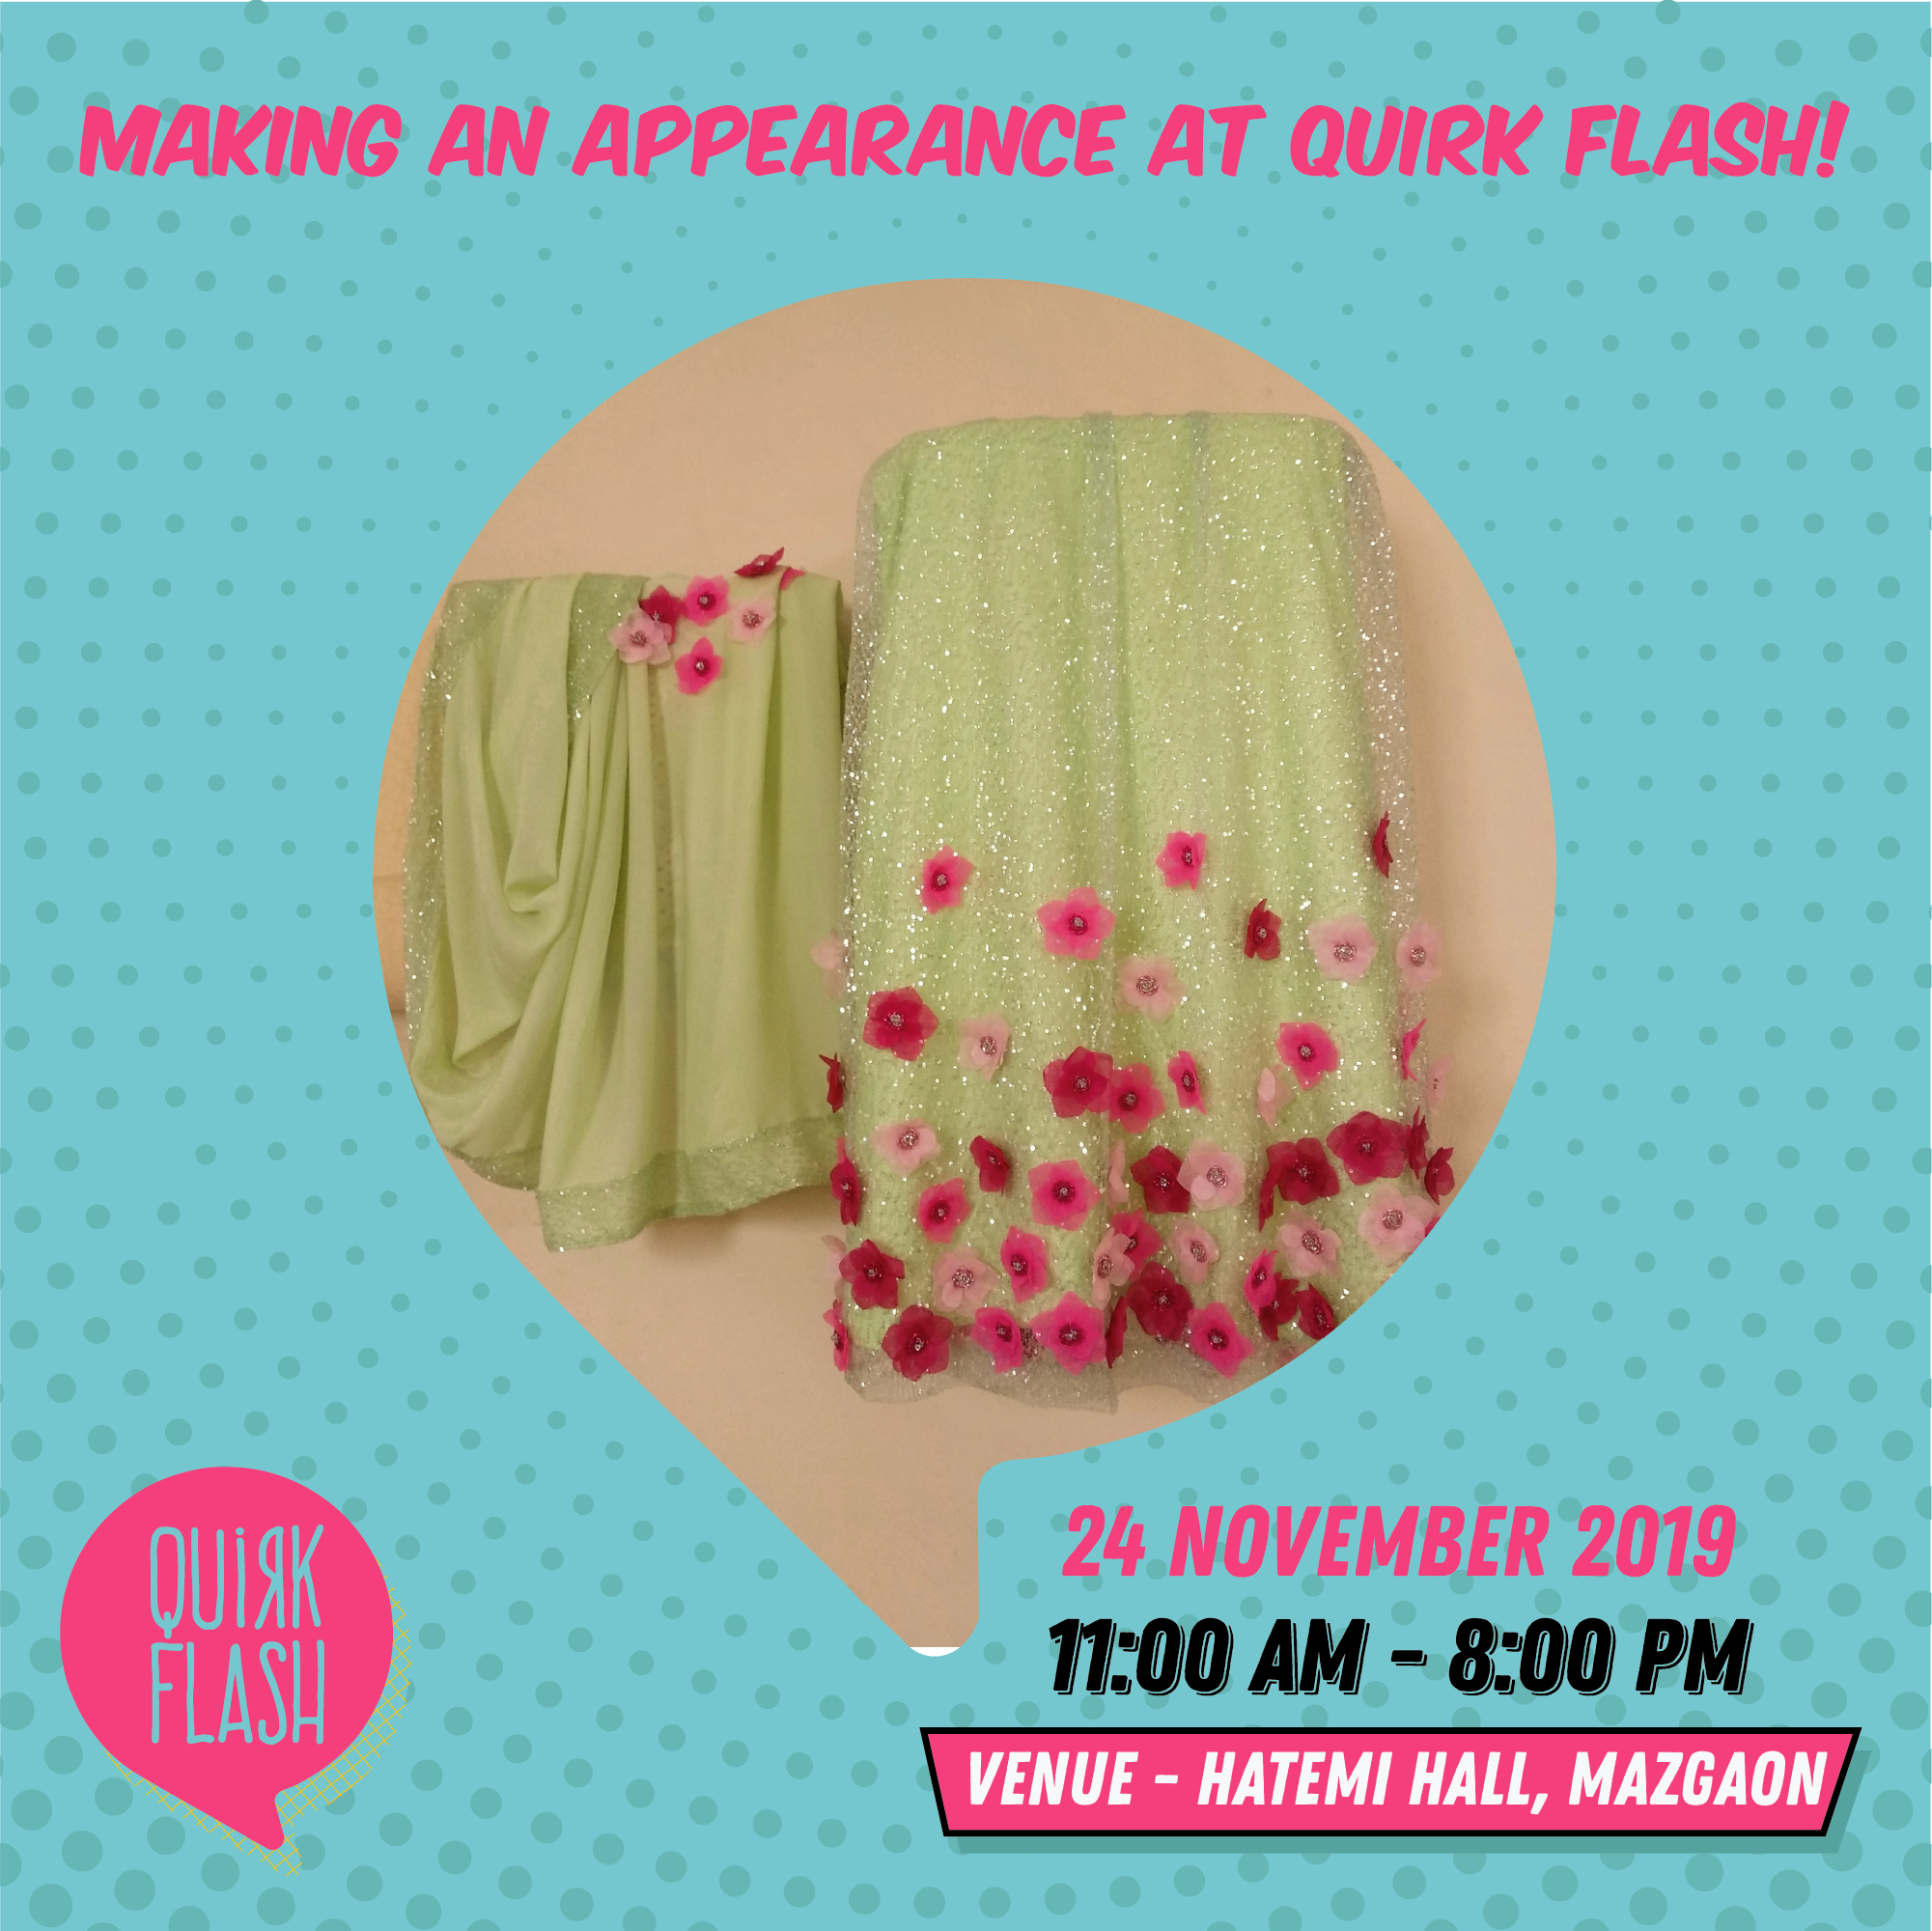 MAKING AN APPEARANCE AT QUIRK FLASH!
24 NOVEMBER 2019
11:00 AM - 8:00 PM
VENUE - HATEMI HALL, MAZGAON
QUiRK
FLASH